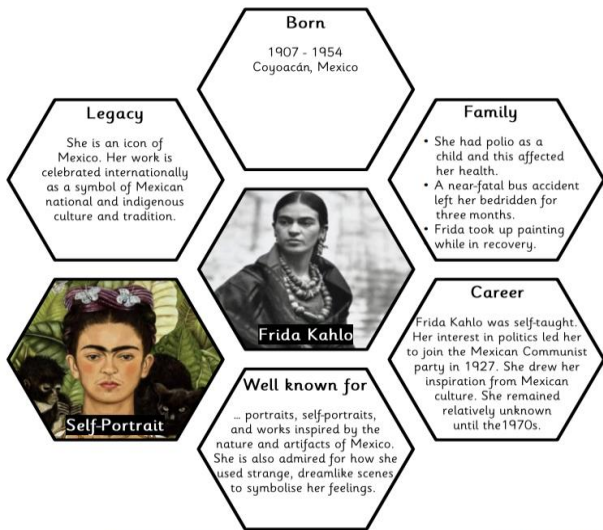 Born
1907 - 1954
Coyoacán, Mexico
Legacy
She is an icon of
Mexico. Her work is
celebrated internationally
as a symbol of Mexican
national and indigenous
culture and tradition.
Family
• She had polio as a
child and this affected
her health.
• A near-fatal bus accident
left her bedridden for
three months.
• Frida took up painting
while in recovery.
Frida Kahlo
Self-Portrait
Career
Frida Kahlo was self-taught.
Her interest in politics led her
to join the Mexican Communist
party in 1927. She drew her
inspiration from Mexican
culture. She remained
relatively unknown
until the1970s.
Well known for
... portraits, self-portraits,
and works inspired by the
nature and artifacts of Mexico.
She is also admired for how she
used strange, dreamlike scenes
to symbolise her feelings.